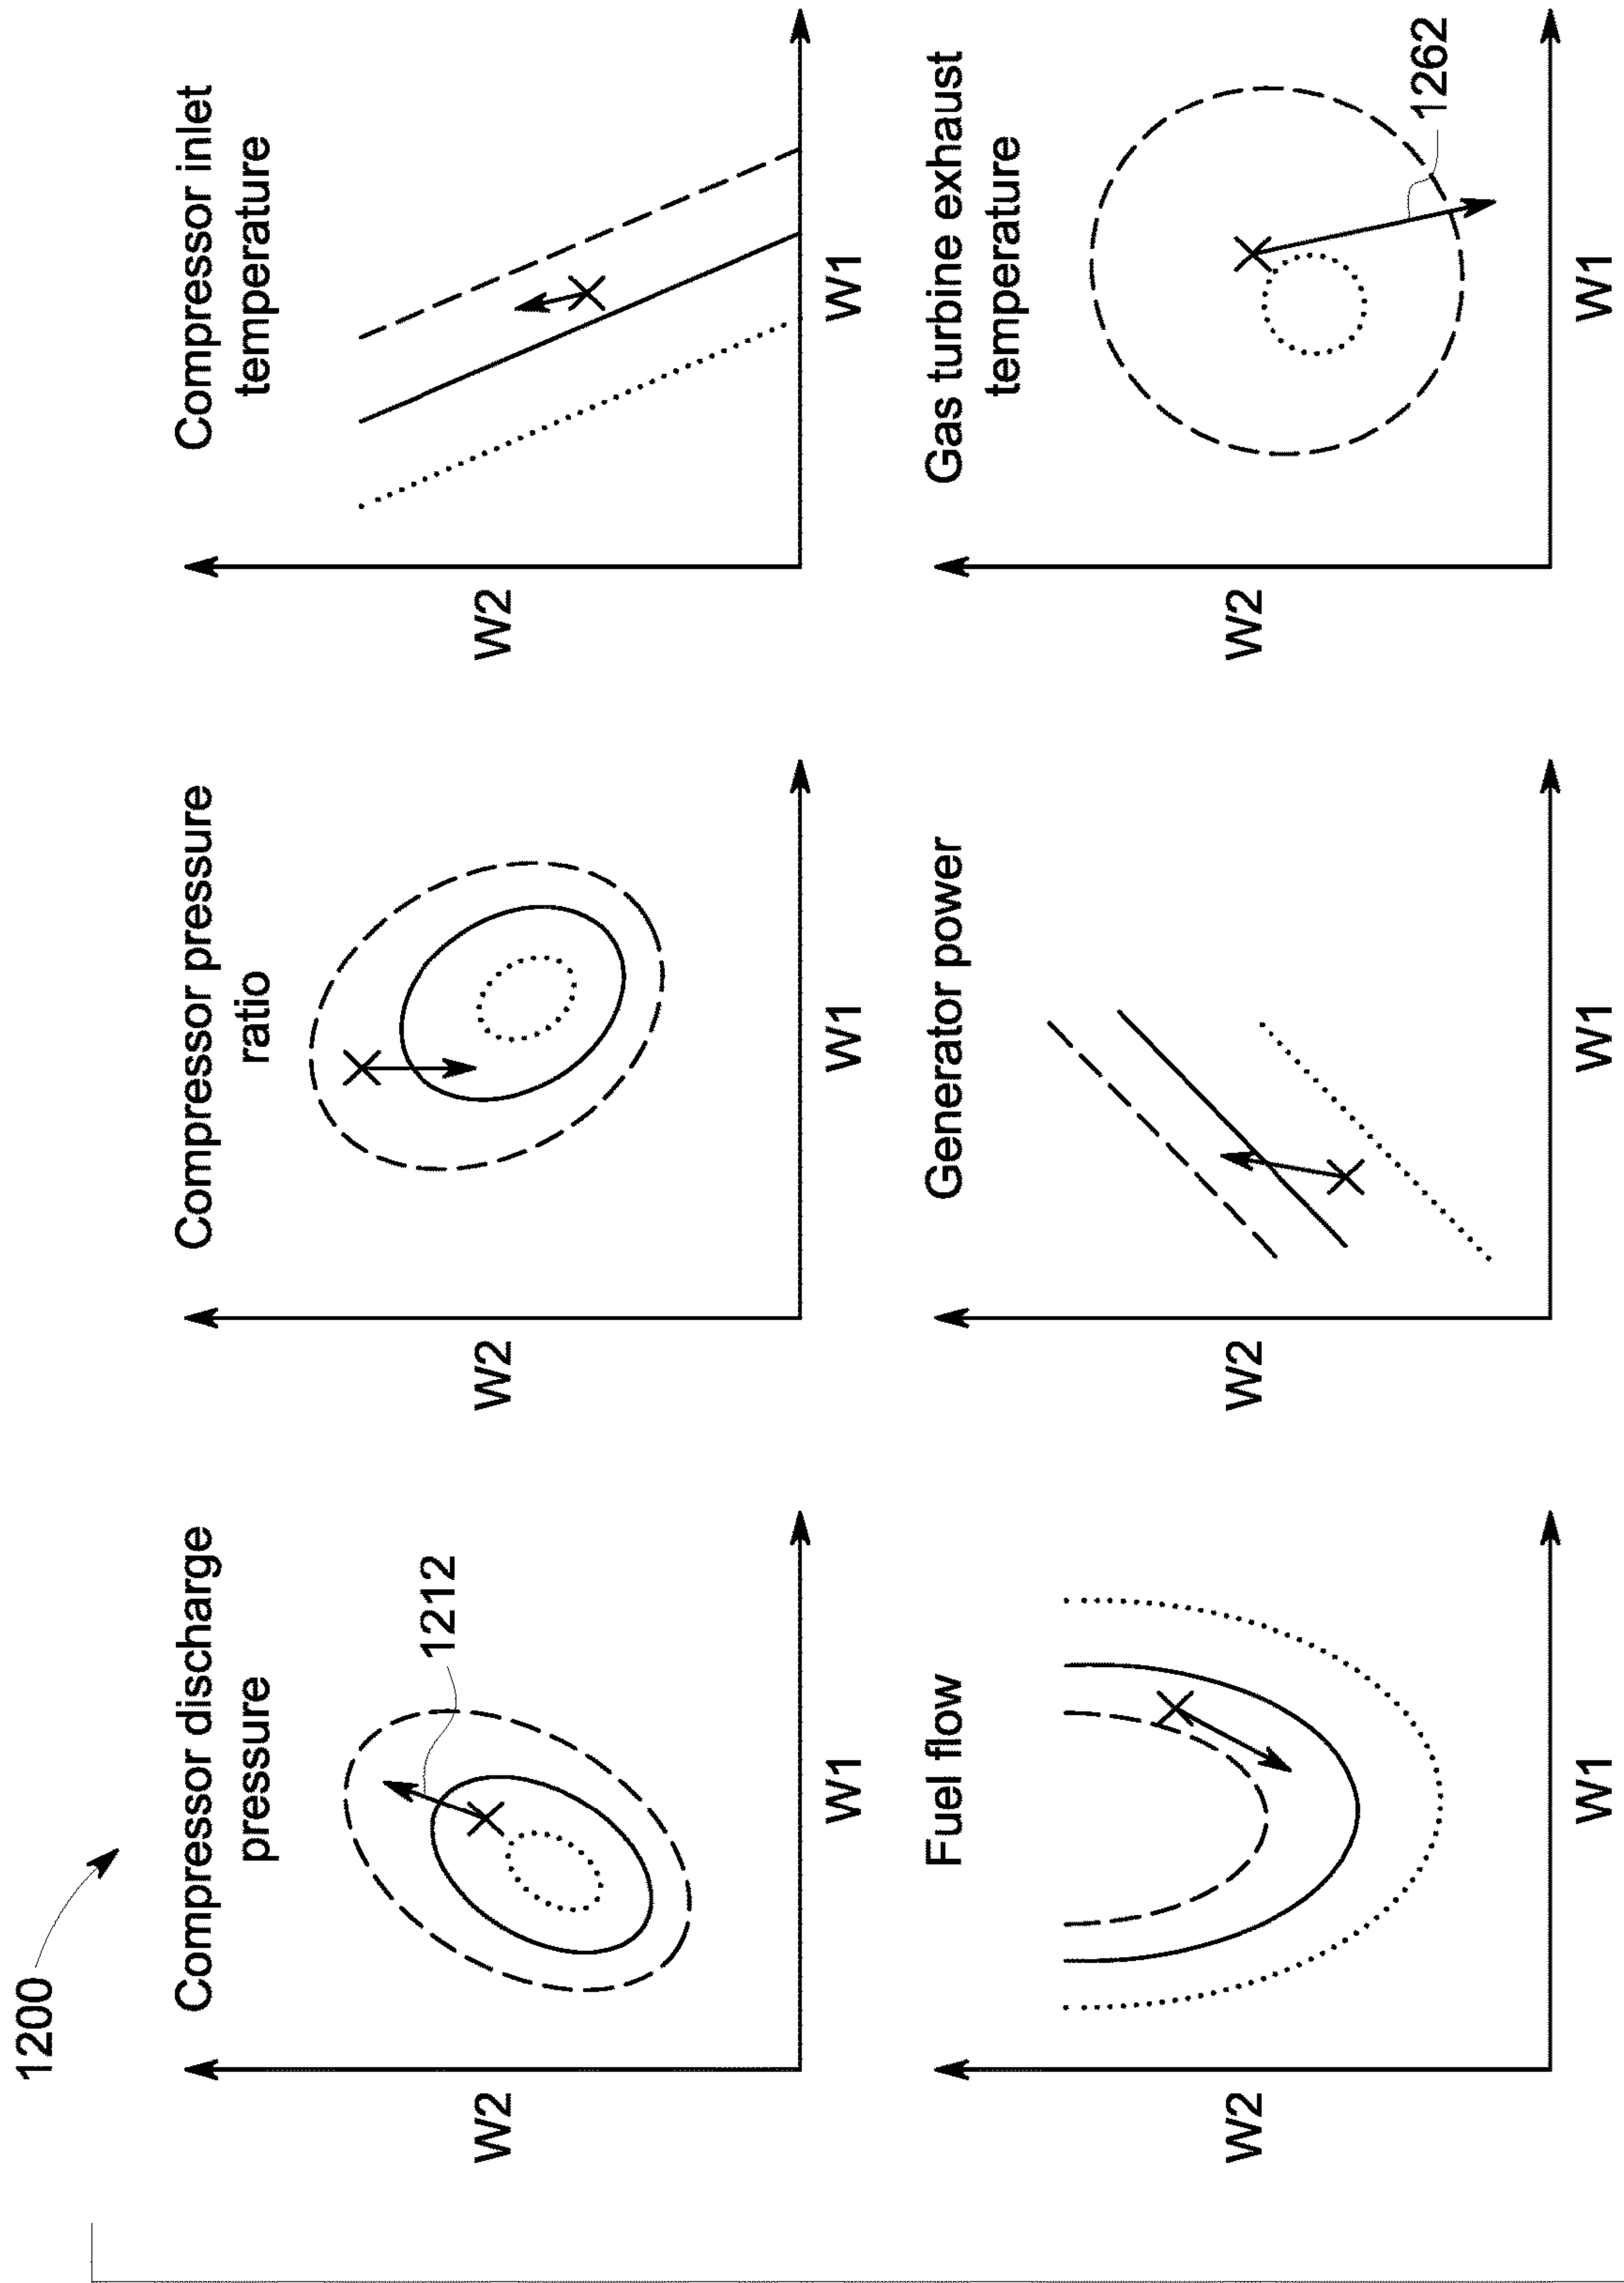 1200
Compressor discharge
pressure
1212
W2
W1
Compressor pressure
ratio
W2
W1
Compressor inlet
temperature
W2
W1
Fuel flow
W2
W1
Generator power
W2
W1
Gas turbine exhaust
temperature
1262
W2
W1